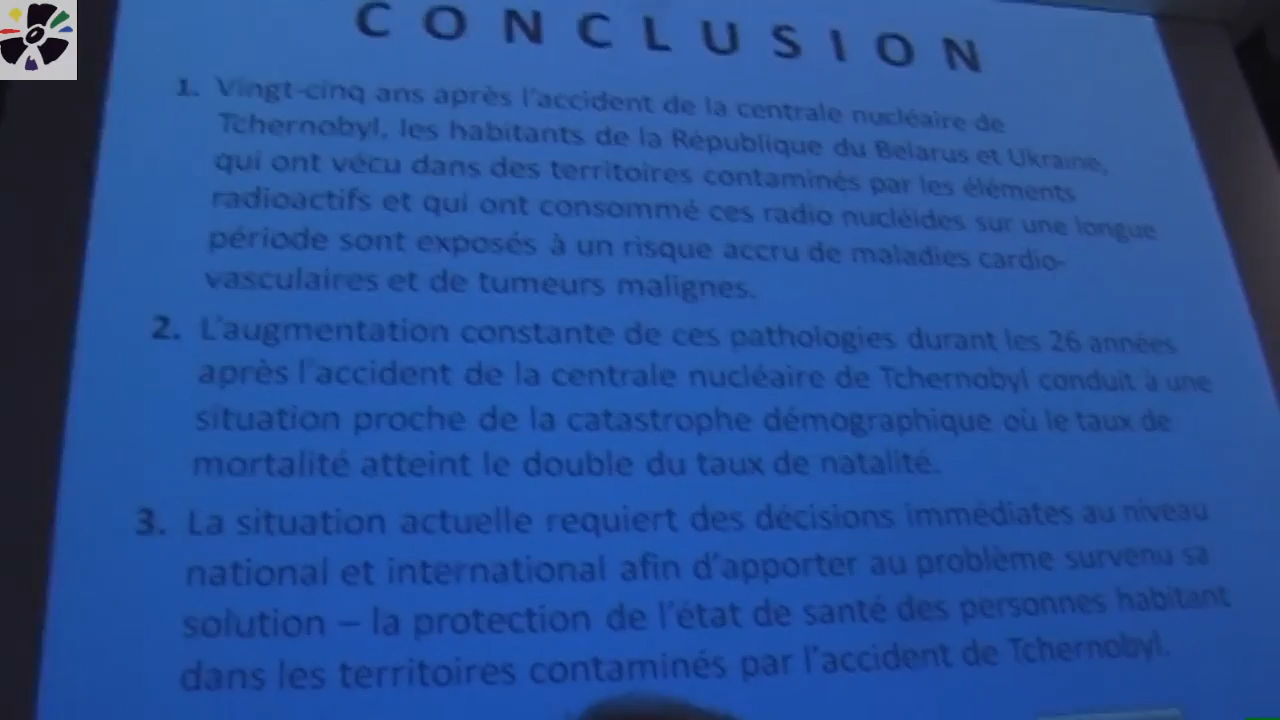 CONCLUSION
1. Vingt-cinq ans après l'accident de la centrale nucléaire de
Tchernobyl, les habitants de la République du Belarus et Ukraine,
qui ont vécu dans des territoires contaminés par les éléments
radioactifs et qui ont consommé ces radio nucléides sur une longue
période sont exposés à un risque accru de maladies cardio-
vasculaires et de tumeurs malignes.
2. L'augmentation constante de ces pathologies durant les 26 années
après l'accident de la centrale nucléaire de Tchernobyl conduit à une
situation proche de la catastrophe démographique où le taux de
mortalité atteint le double du taux de natalité.
3. La situation actuelle requiert des décisions immédiates au niveau
national et international afin d'apporter au problème survenu sa
solution – la protection de l'état de santé des personnes habitant
dans les territoires contaminés par l'accident de Tchernobyl.